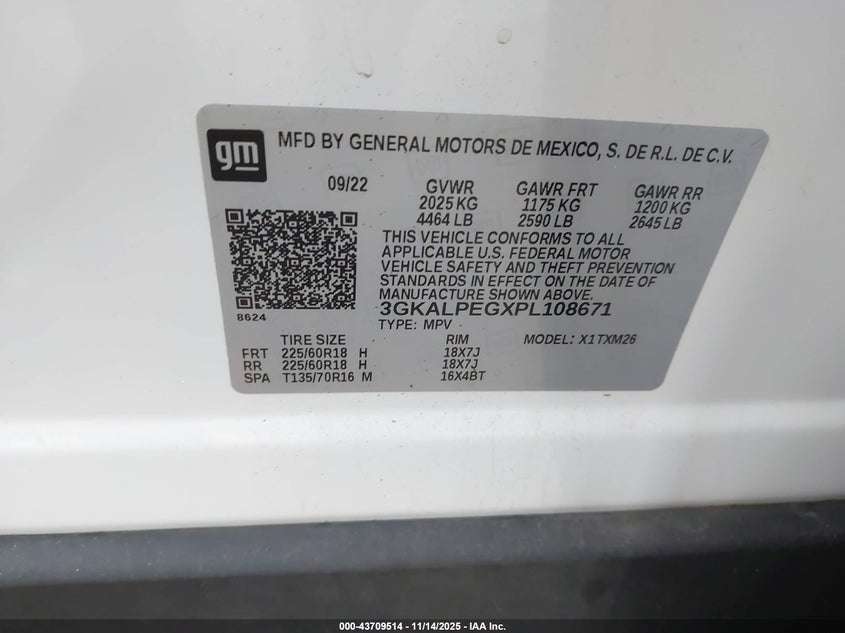 gm
MFD BY GENERAL MOTORS DE MEXICO, S. DE R.L. DE C.V.
09/22 GVWR GAWR FRT GAWR RR
2025 KG 1175 KG 1200 KG
4464 LB 2590 LB 2645 LB
THIS VEHICLE CONFORMS TO ALL
APPLICABLE U.S. FEDERAL MOTOR
VEHICLE SAFETY AND THEFT PREVENTION
STANDARDS IN EFFECT ON THE DATE OF
MANUFACTURE SHOWN ABOVE.
8624
3GKALPEGXPL108671
TYPE: MPV
TIRE SIZE RIM MODEL: X1TXM26
FRT 225/60R18 H 18X7J
RR 225/60R18 H 18X7J
SPA T135/70R16 M 16X4BT
000-43709514 - 11/14/2025 - IAA Inc.